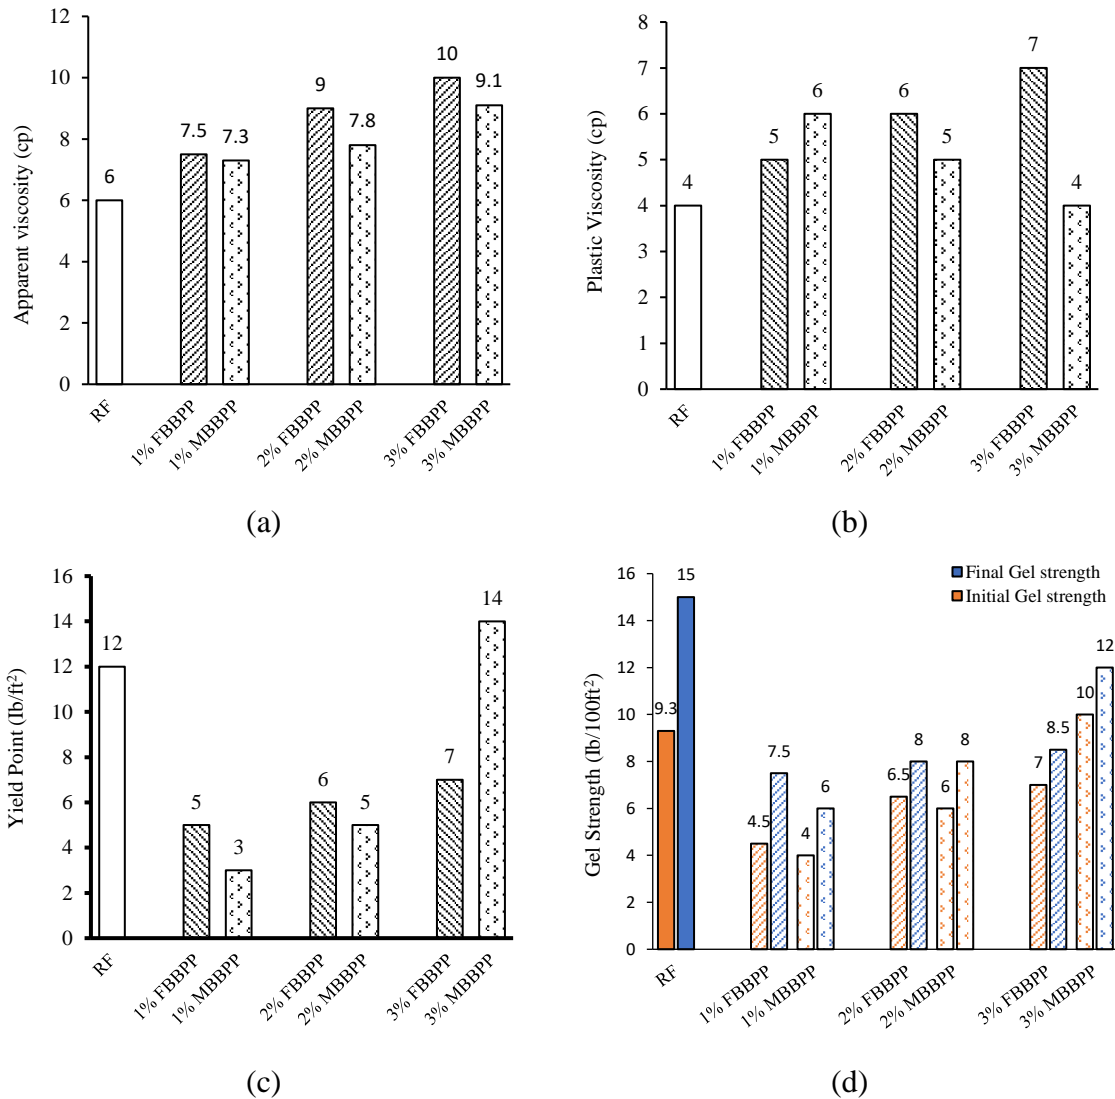 12
10
8
6
4
2
0
Apparent viscosity (cp)
6
7.5
7.3
9
7.8
10
9.1
RF
1% FBBPP
1% MBBPP
2% FBBPP
2% MBBPP
3% FBBPP
3% MBBPP
(a)
8
7
6
5
4
3
2
1
0
Plastic Viscosity (cp)
4
5
6
6
5
7
4
RF
1% FBBPP
1% MBBPP
2% FBBPP
2% MBBPP
3% FBBPP
3% MBBPP
(b)
16
14
12
10
8
6
4
2
0
Yield Point (Ib/ft²)
12
5
3
6
5
7
14
RF
1% FBBPP
1% MBBPP
2% FBBPP
2% MBBPP
3% FBBPP
3% MBBPP
(c)
16
14
12
10
8
6
4
2
0
Gel Strength (Ib/100ft²)
Final Gel strength
Initial Gel strength
9.3
15
4.5
7.5
4
6
6.5
8
6
8
7
8.5
10
12
RF
1% FBBPP
1% MBBPP
2% FBBPP
2% MBBPP
3% FBBPP
3% MBBPP
(d)